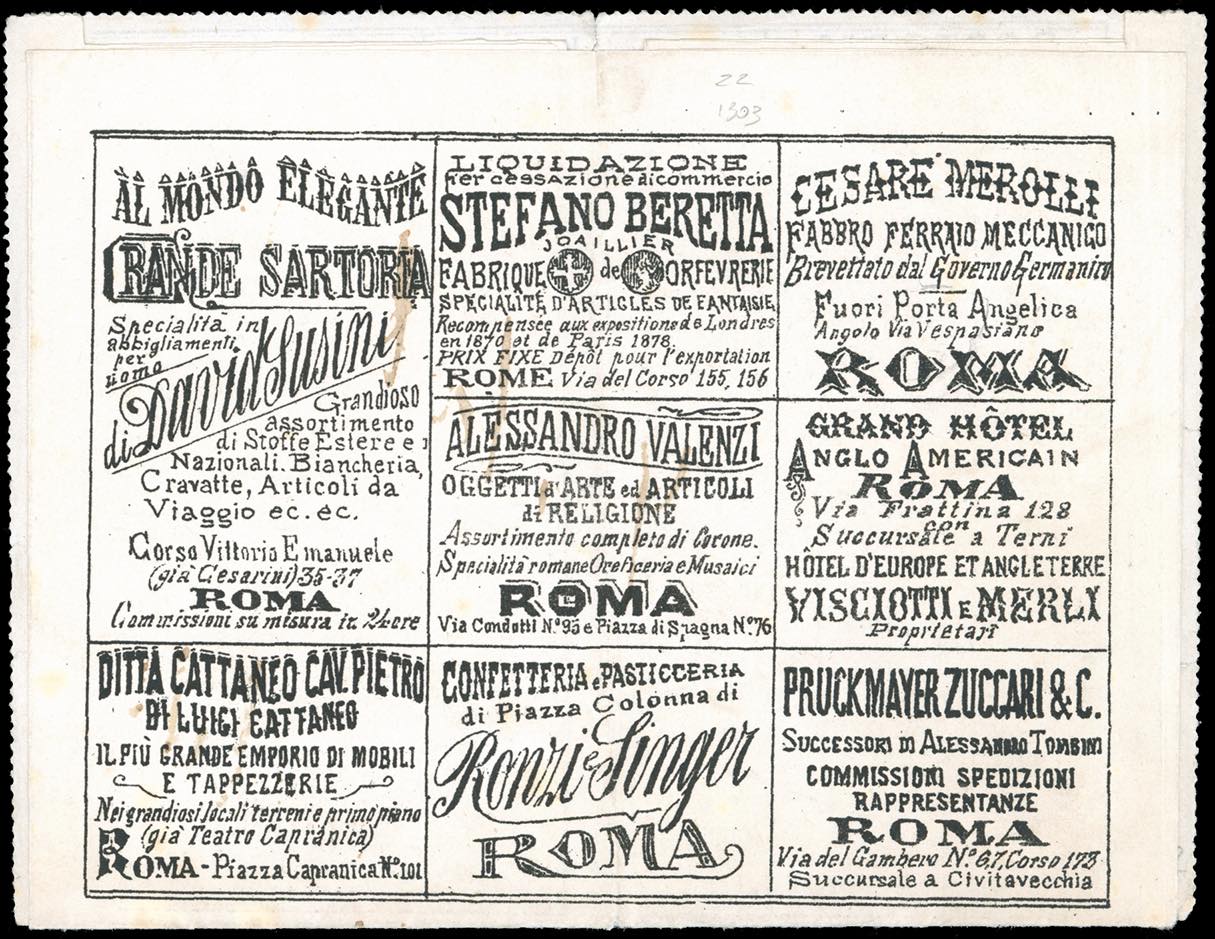 22
1303
AL MONDO ELEGANTE
GRANDE SARTORIA
Specialità in
abbigliamenti
per
uomo
di David Susini
Grandioso
assortimento
di Stoffe Estere e
Nazionali. Biancheria,
Cravatte, Articoli da
Viaggio ec. ec.
Corso Vittorio Emanuele
(già Cesarini) 35-37
ROMA
Commissioni su misura in 24 ore
LIQUIDAZIONE
Per cessazione di commercio
STEFANO BERETTA
JOAILLIER
FABRIQUE de ORFEVRERIE
SPÉCIALITÉ D'ARTICLES DE FANTAISIE
Recompensée aux expositions de Londres
en 1870 et de Paris 1878.
PRIX FIXE Dépôt pour l'exportation
ROME Via del Corso 155, 156
CESARE MEROLLI
FABBRO FERRAIO MECCANICO
Brevettato dal Governo Germanico
Fuori Porta Angelica
Angolo Via Vespasiano
ROMA
ALESSANDRO VALENZI
OGGETTI d'ARTE ed ARTICOLI
di RELIGIONE
Assortimento completo di Corone.
Specialità romane Oreficeria e Musaici
ROMA
Via Condotti Nº 95 e Piazza di Spagna Nº 76
GRAND HÔTEL
ANGLO AMERICAIN
ROMA
Via Frattina 128
con
Succursale a Terni
HÔTEL D'EUROPE ET ANGLETERRE
VISCIOTTI E MERLI
Proprietarî
DITTA CATTANEO CAV. PIETRO
DI LUIGI CATTANEO
IL PIÙ GRANDE EMPORIO DI MOBILI
E TAPPEZZERIE
Nei grandiosi locali terreni e primo piano
(già Teatro Capranica)
ROMA - Piazza Capranica Nº 101
CONFETTERIA e PASTICCERIA
di Piazza Colonna di
Ronzi e Singer
ROMA
PRUCKMAYER ZUCCARI & C.
SUCCESSORI DI ALESSANDRO TOMBINI
COMMISSIONI SPEDIZIONI
RAPPRESENTANZE
ROMA
Via del Gambero Nº 6.7. Corso 173
Succursale a Civitavecchia